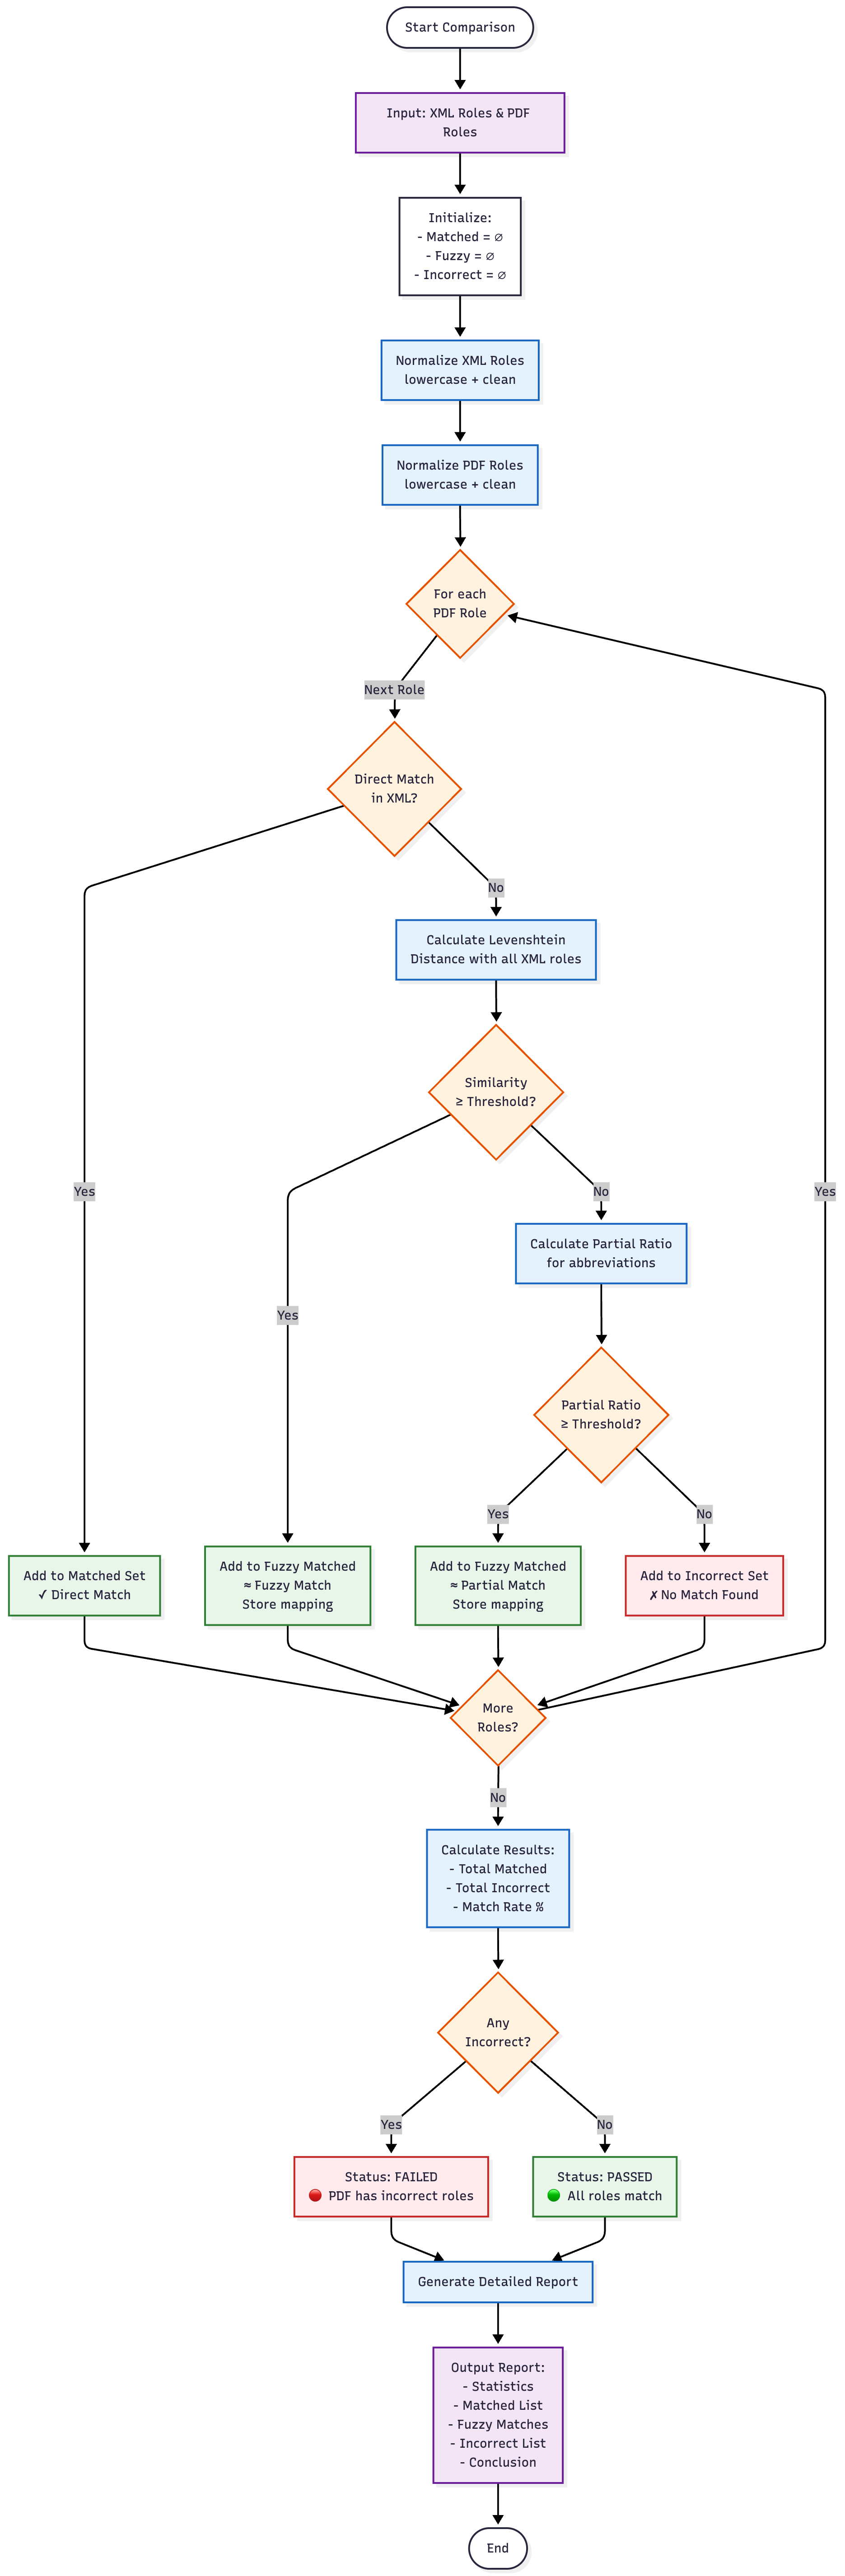 Start Comparison
Input: XML Roles & PDF
Roles
Initialize:
- Matched = ∅
- Fuzzy = ∅
- Incorrect = ∅
Normalize XML Roles
lowercase + clean
Normalize PDF Roles
lowercase + clean
For each
PDF Role
Next Role
Direct Match
in XML?
No
Calculate Levenshtein
Distance with all XML roles
Similarity
≥ Threshold?
Yes
No
Yes
Calculate Partial Ratio
for abbreviations
Yes
Partial Ratio
≥ Threshold?
Yes
No
Add to Matched Set
✓ Direct Match
Add to Fuzzy Matched
≈ Fuzzy Match
Store mapping
Add to Fuzzy Matched
≈ Partial Match
Store mapping
Add to Incorrect Set
✗ No Match Found
More
Roles?
No
Calculate Results:
- Total Matched
- Total Incorrect
- Match Rate %
Any
Incorrect?
Yes
No
Status: FAILED
🔴 PDF has incorrect roles
Status: PASSED
🟢 All roles match
Generate Detailed Report
Output Report:
- Statistics
- Matched List
- Fuzzy Matches
- Incorrect List
- Conclusion
End